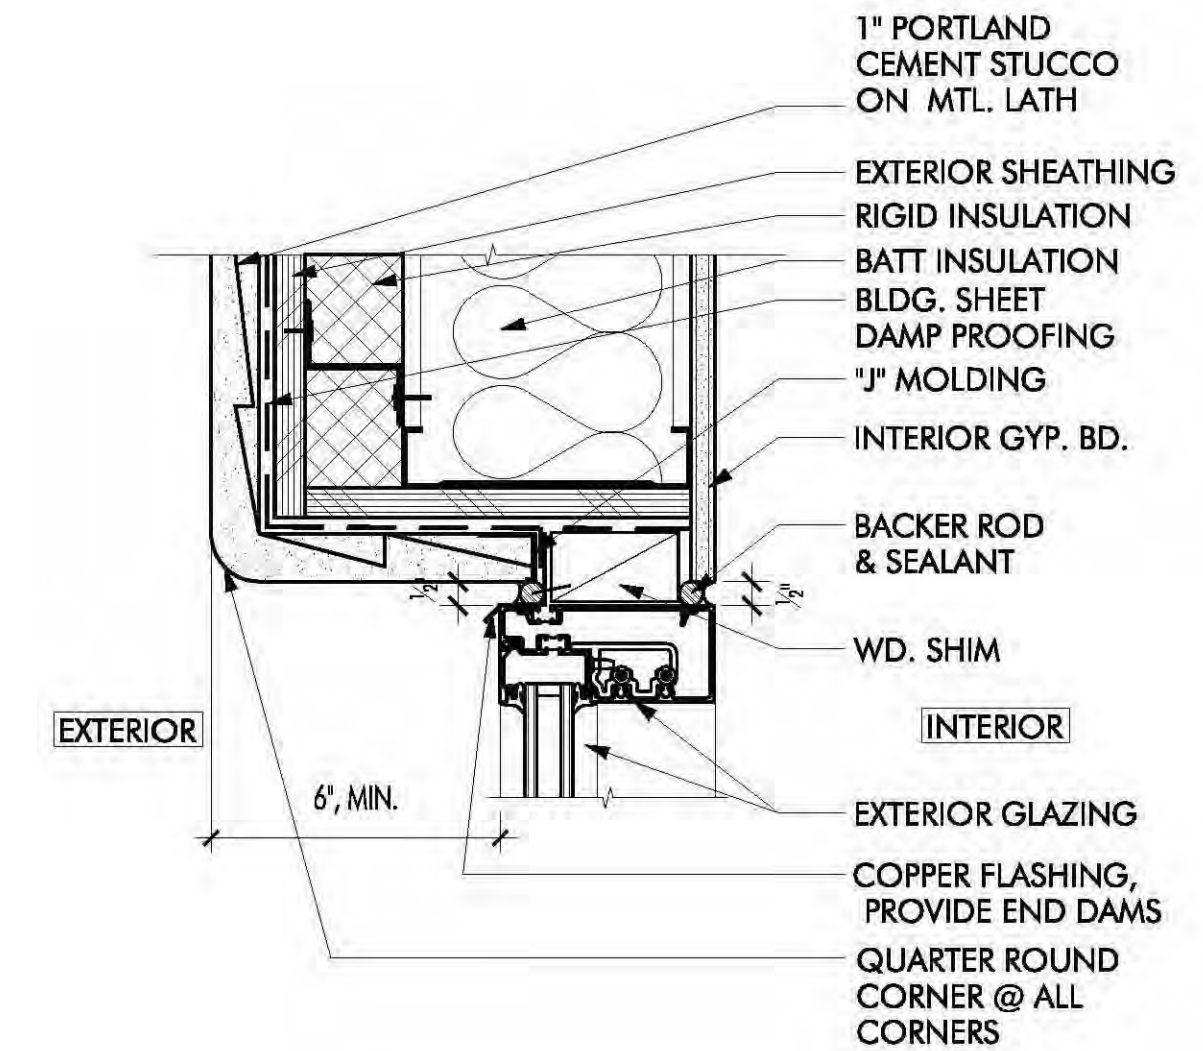 1" PORTLAND
CEMENT STUCCO
ON MTL. LATH
EXTERIOR SHEATHING
RIGID INSULATION
BATT INSULATION
BLDG. SHEET
DAMP PROOFING
"J" MOLDING
INTERIOR GYP. BD.
BACKER ROD
& SEALANT
1/2"
1/2"
WD. SHIM
EXTERIOR
INTERIOR
6", MIN.
EXTERIOR GLAZING
COPPER FLASHING,
PROVIDE END DAMS
QUARTER ROUND
CORNER @ ALL
CORNERS